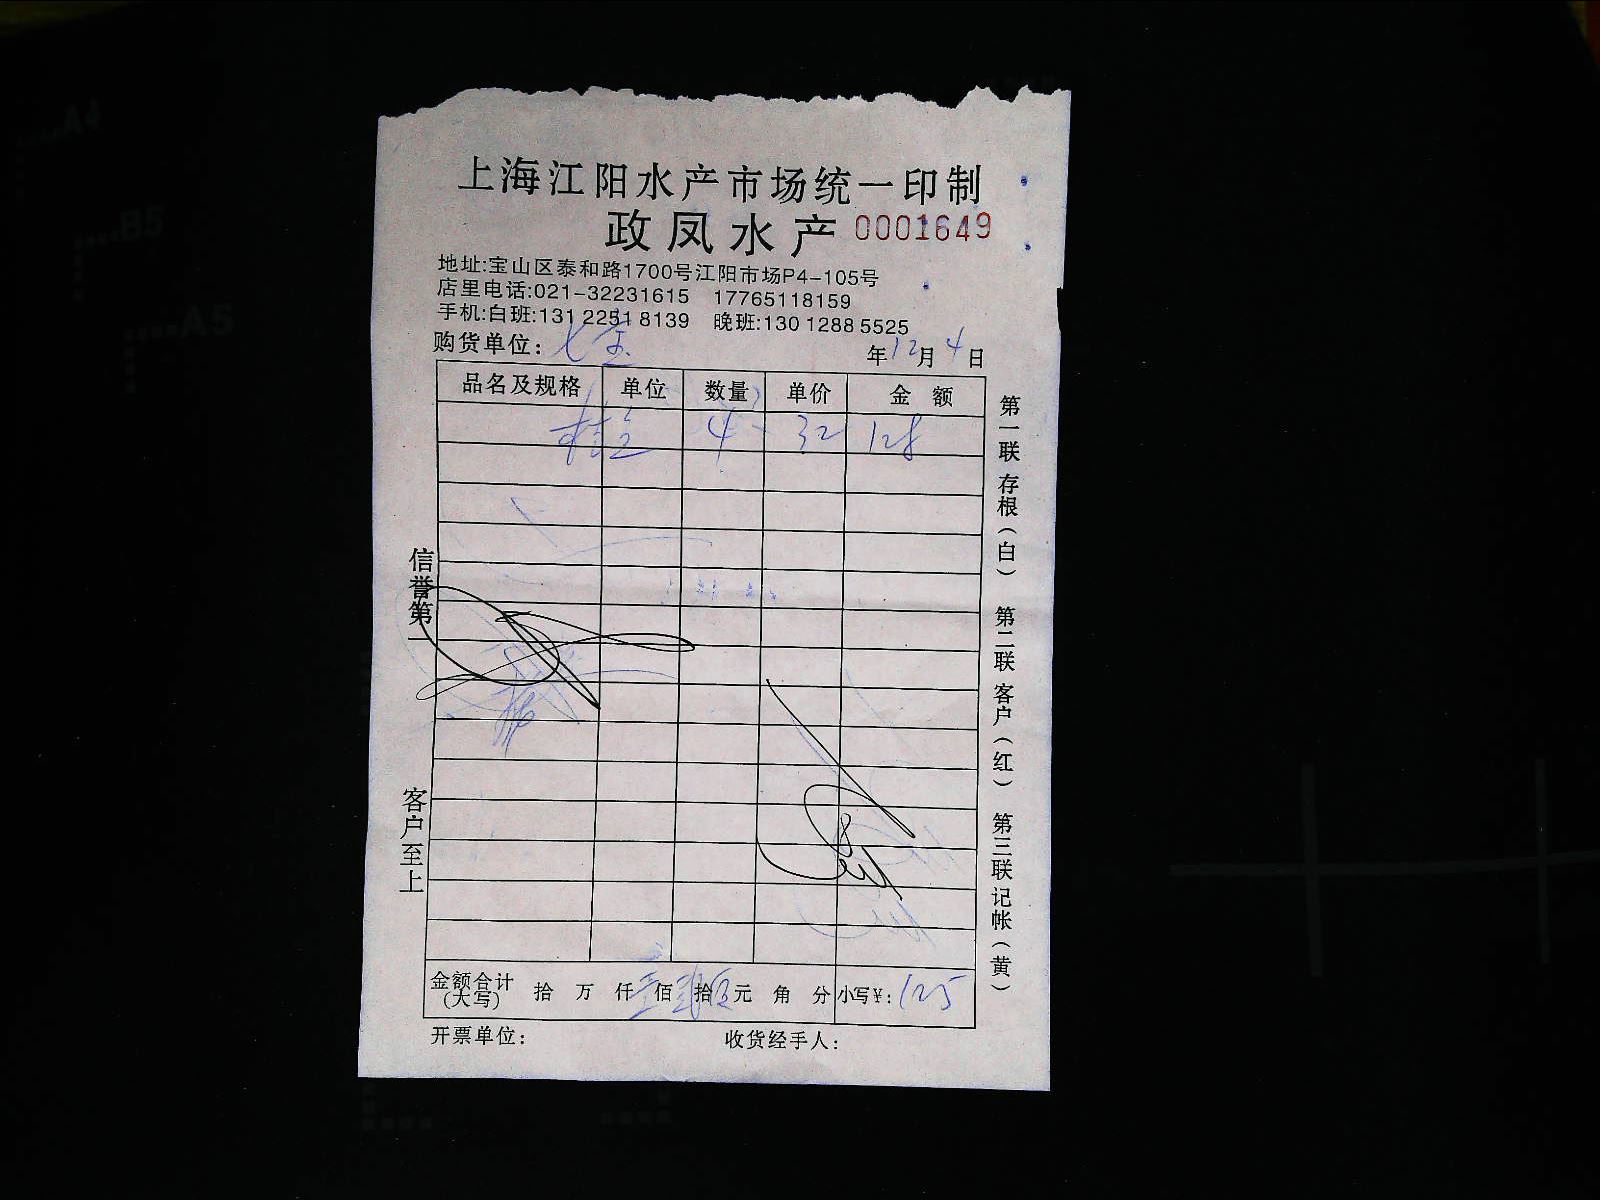 上海江阳水产市场统一印制
政凤水产 0001649
地址:宝山区泰和路1700号江阳市场P4-105号
店里电话:021-32231615 17765118159
手机:白班:131 2251 8139 晚班:130 1288 5525
购货单位: 七宝 年12月4日
品名及规格 单位 数量 单价 金额
4 32 128
信誉第一
客户至上
第一联 存根(白) 第二联 客户(红) 第三联 记帐(黄)
金额合计(大写) 拾 万 仟 壹佰 贰拾伍元 角 分 小写¥:125
开票单位: 收货经手人: